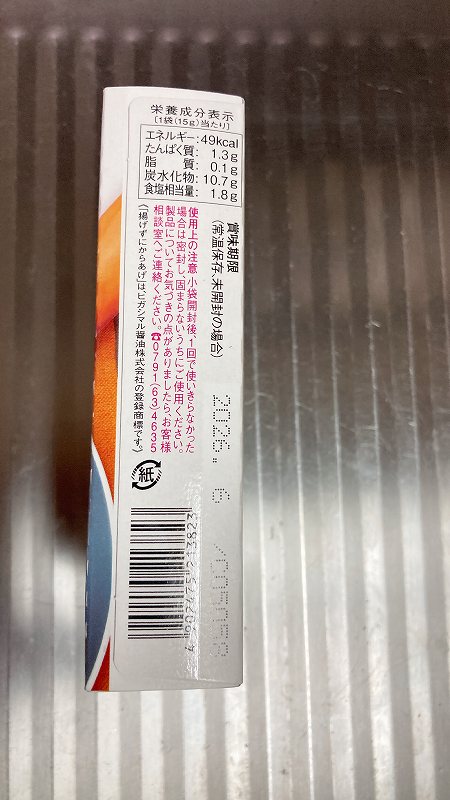 栄養成分表示
〔1袋(15g)当たり〕
エネルギー:49kcal
たんぱく質: 1.3g
脂 質: 0.1g
炭水化物: 10.7g
食塩相当量: 1.8g
賞味期限
(常温保存、未開封の場合)
2026. 6
使用上の注意 小袋開封後、1回で使いきらなかった
場合は密封し、固まらないうちにご使用ください。
製品についてお気づきの点がありましたら、お客様
相談室へご連絡ください。☎0791(63)4635
《「揚げずにからあげ」は、ヒガシマル醤油株式会社の登録商標です。》
紙
4 902475 213823